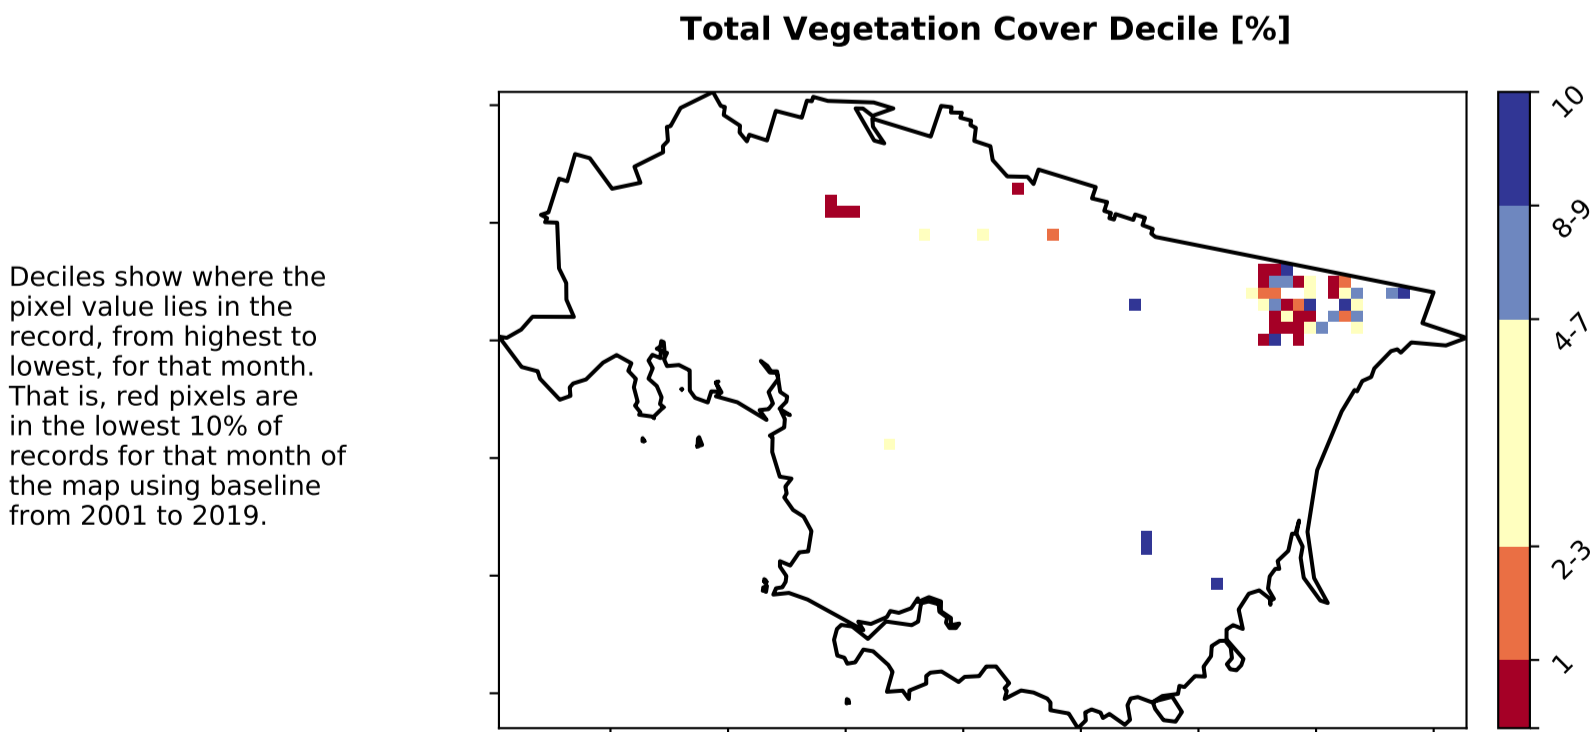 Total Vegetation Cover Decile [%]
Deciles show where the
pixel value lies in the
record, from highest to
lowest, for that month.
That is, red pixels are
in the lowest 10% of
records for that month of
the map using baseline
from 2001 to 2019.
10
8-9
4-7
2-3
1